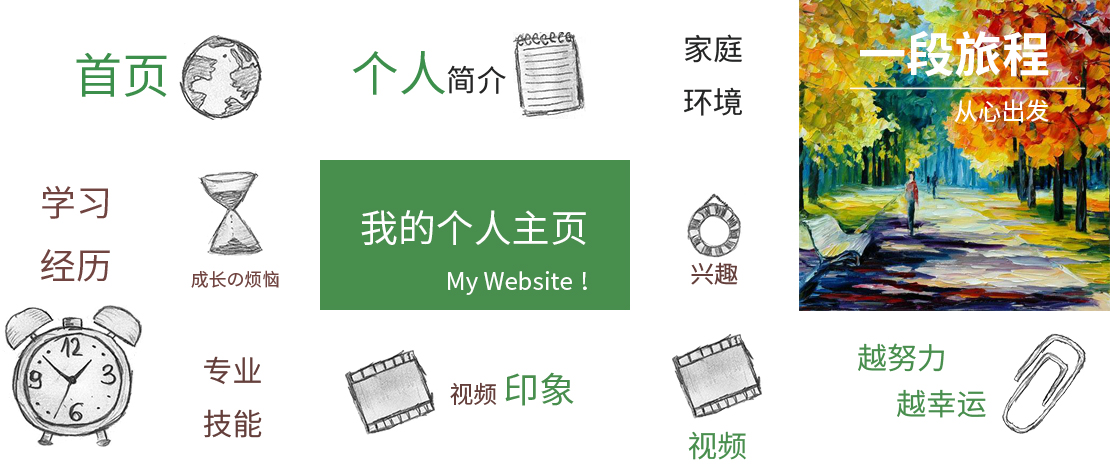 首页
个人简介
家庭
环境
一段旅程
从心出发
学习
经历
成长の烦恼
我的个人主页
My Website！
兴趣
12
9
3
6
专业
技能
视频 印象
视频
越努力
越幸运